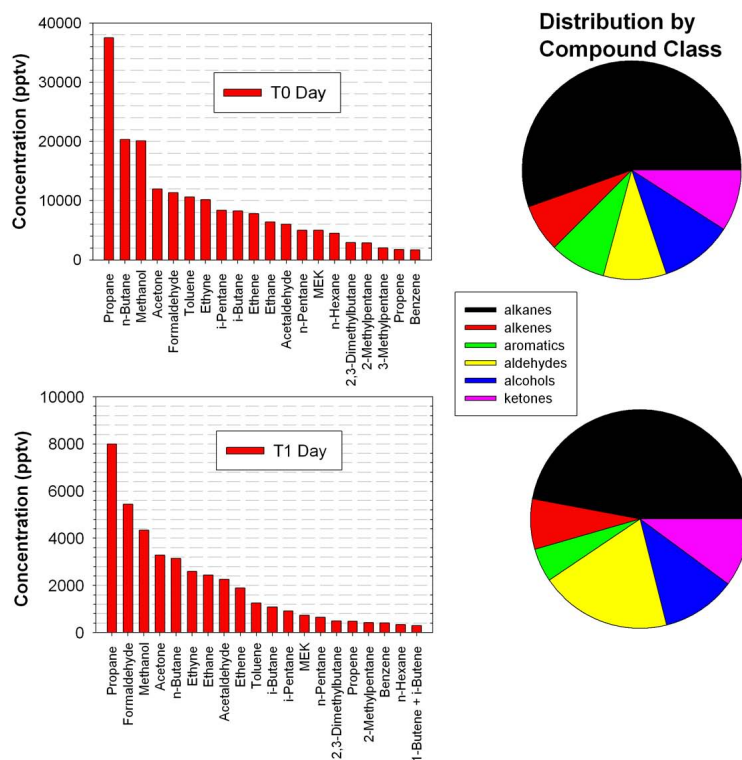 Distribution by
Compound Class
40000
30000
20000
10000
0
Concentration (pptv)
T0 Day
Propane
n-Butane
Methanol
Acetone
Formaldehyde
Toluene
Ethyne
i-Pentane
i-Butane
Ethene
Ethane
Acetaldehyde
n-Pentane
MEK
n-Hexane
2,3-Dimethylbutane
2-Methylpentane
3-Methylpentane
Propene
Benzene
alkanes
alkenes
aromatics
aldehydes
alcohols
ketones
10000
8000
6000
4000
2000
0
Concentration (pptv)
T1 Day
Propane
Formaldehyde
Methanol
Acetone
n-Butane
Ethyne
Ethane
Acetaldehyde
Ethene
Toluene
i-Butane
i-Pentane
MEK
n-Pentane
2,3-Dimethylbutane
Propene
2-Methylpentane
Benzene
n-Hexane
1-Butene + i-Butene